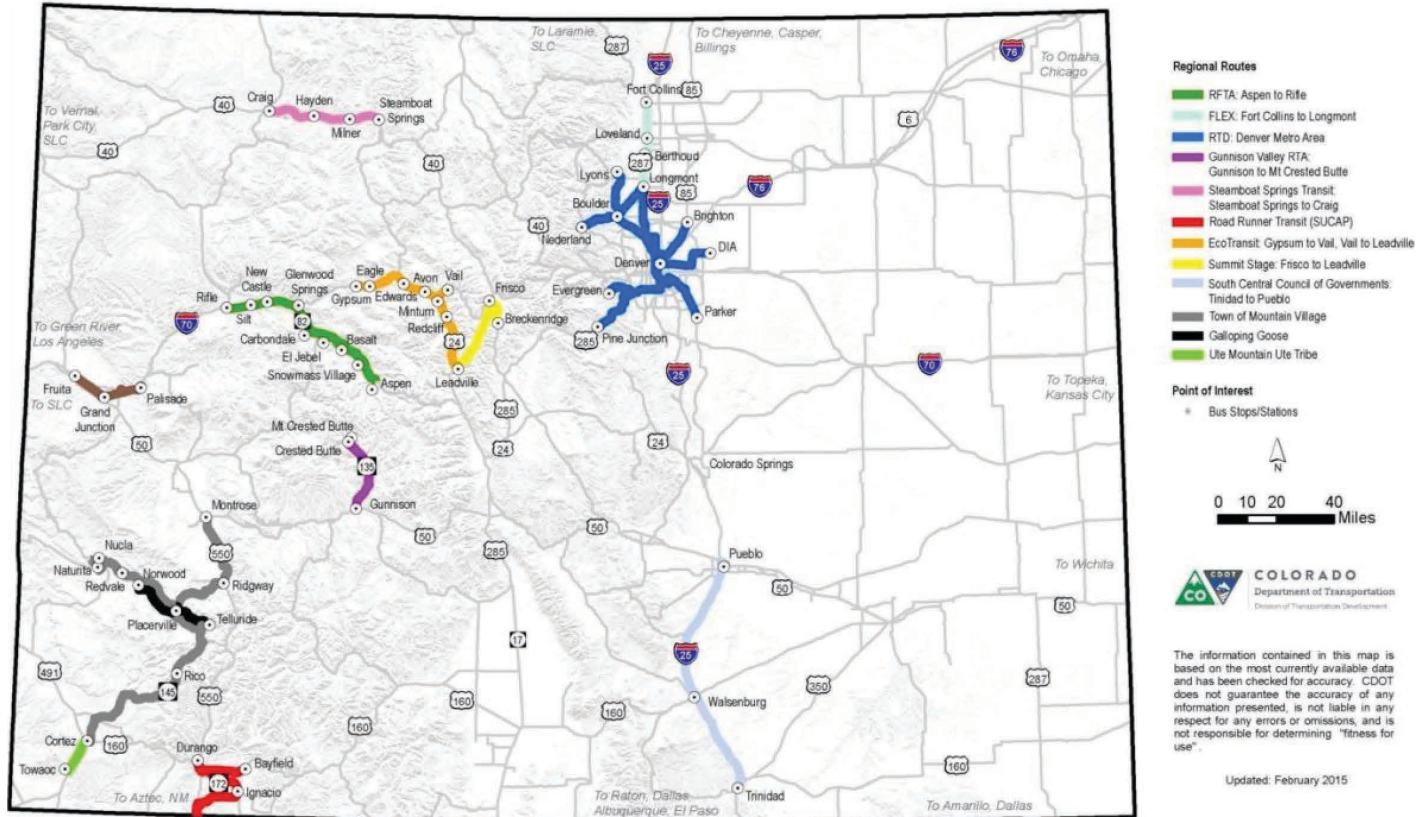 To Laramie,
SLC
287
To Cheyenne, Casper,
Billings
25
76
To Omaha,
Chicago
Fort Collins
85
40
Craig
Hayden
Milner
Steamboat
Springs
To Vernal,
Park City,
SLC
40
40
6
Loveland
Berthoud
287
Lyons
Longmont
76
85
25
Boulder
Brighton
40
Nederland
DIA
Denver
Evergreen
Parker
Pine Junction
285
25
New
Castle
Glenwood
Springs
Rifle
Silt
82
Carbondale
Basalt
El Jebel
Snowmass Village
Aspen
Eagle
Avon
Vail
Gypsum
Edwards
Minturn
Redcliff
24
Frisco
Breckenridge
Leadville
70
To Green River,
Los Angeles
70
Fruita
To SLC
Grand
Junction
Palisade
50
To Topeka,
Kansas City
285
24
24
Mt Crested Butte
Crested Butte
135
Gunnison
Colorado Springs
Montrose
50
50
285
Nucla
Naturita
Redvale
Norwood
550
Ridgway
Placerville
Telluride
Pueblo
50
To Wichita
50
17
25
Rico
491
145
550
Walsenburg
350
287
160
160
160
Cortez
160
Towaoc
Durango
Bayfield
172
Ignacio
160
Trinidad
To Aztec, NM
To Raton, Dallas
Albuquerque, El Paso
To Amarillo, Dallas
Regional Routes
RFTA: Aspen to Rifle
FLEX: Fort Collins to Longmont
RTD: Denver Metro Area
Gunnison Valley RTA:
Gunnison to Mt Crested Butte
Steamboat Springs Transit:
Steamboat Springs to Craig
Road Runner Transit (SUCAP)
EcoTransit: Gypsum to Vail, Vail to Leadville
Summit Stage: Frisco to Leadville
South Central Council of Governments:
Tinidad to Pueblo
Town of Mountain Village
Galloping Goose
Ute Mountain Ute Tribe
Point of Interest
Bus Stops/Stations
N
0 10 20 40
Miles
CO
CDOT
COLORADO
Department of Transportation
Division of Transportation Development
The information contained in this map is
based on the most currently available data
and has been checked for accuracy. CDOT
does not guarantee the accuracy of any
information presented, is not liable in any
respect for any errors or omissions, and is
not responsible for determining "fitness for
use".
Updated: February 2015